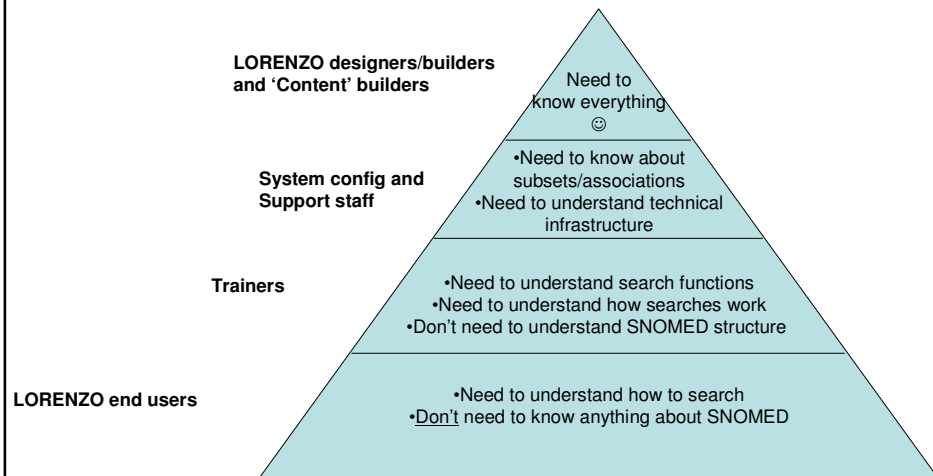 LORENZO designers/builders
and ‘Content’ builders
Need to
know everything
☺
System config and
Support staff
•Need to know about
subsets/associations
•Need to understand technical
infrastructure
Trainers
•Need to understand search functions
•Need to understand how searches work
•Don’t need to understand SNOMED structure
LORENZO end users
•Need to understand how to search
•Don’t need to know anything about SNOMED